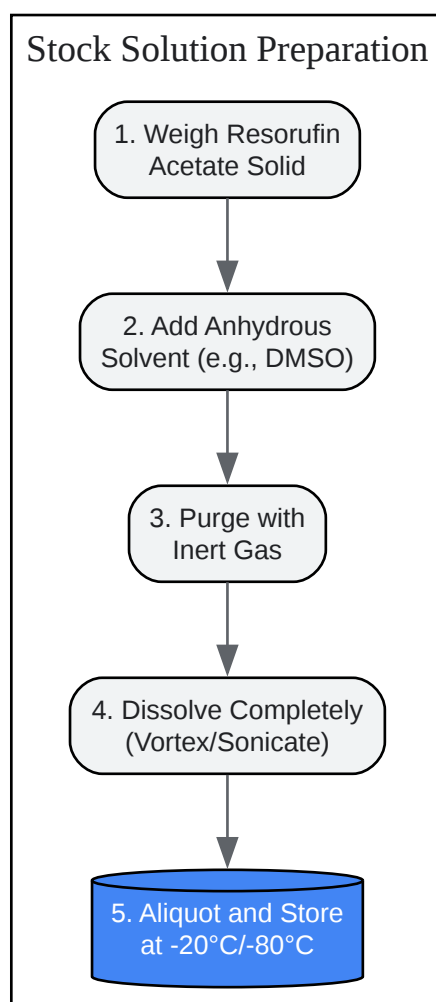 Stock Solution Preparation
1. Weigh Resorufin
Acetate Solid
2. Add Anhydrous
Solvent (e.g., DMSO)
3. Purge with
Inert Gas
4. Dissolve Completely
(Vortex/Sonicate)
5. Aliquot and Store
at -20°C/-80°C